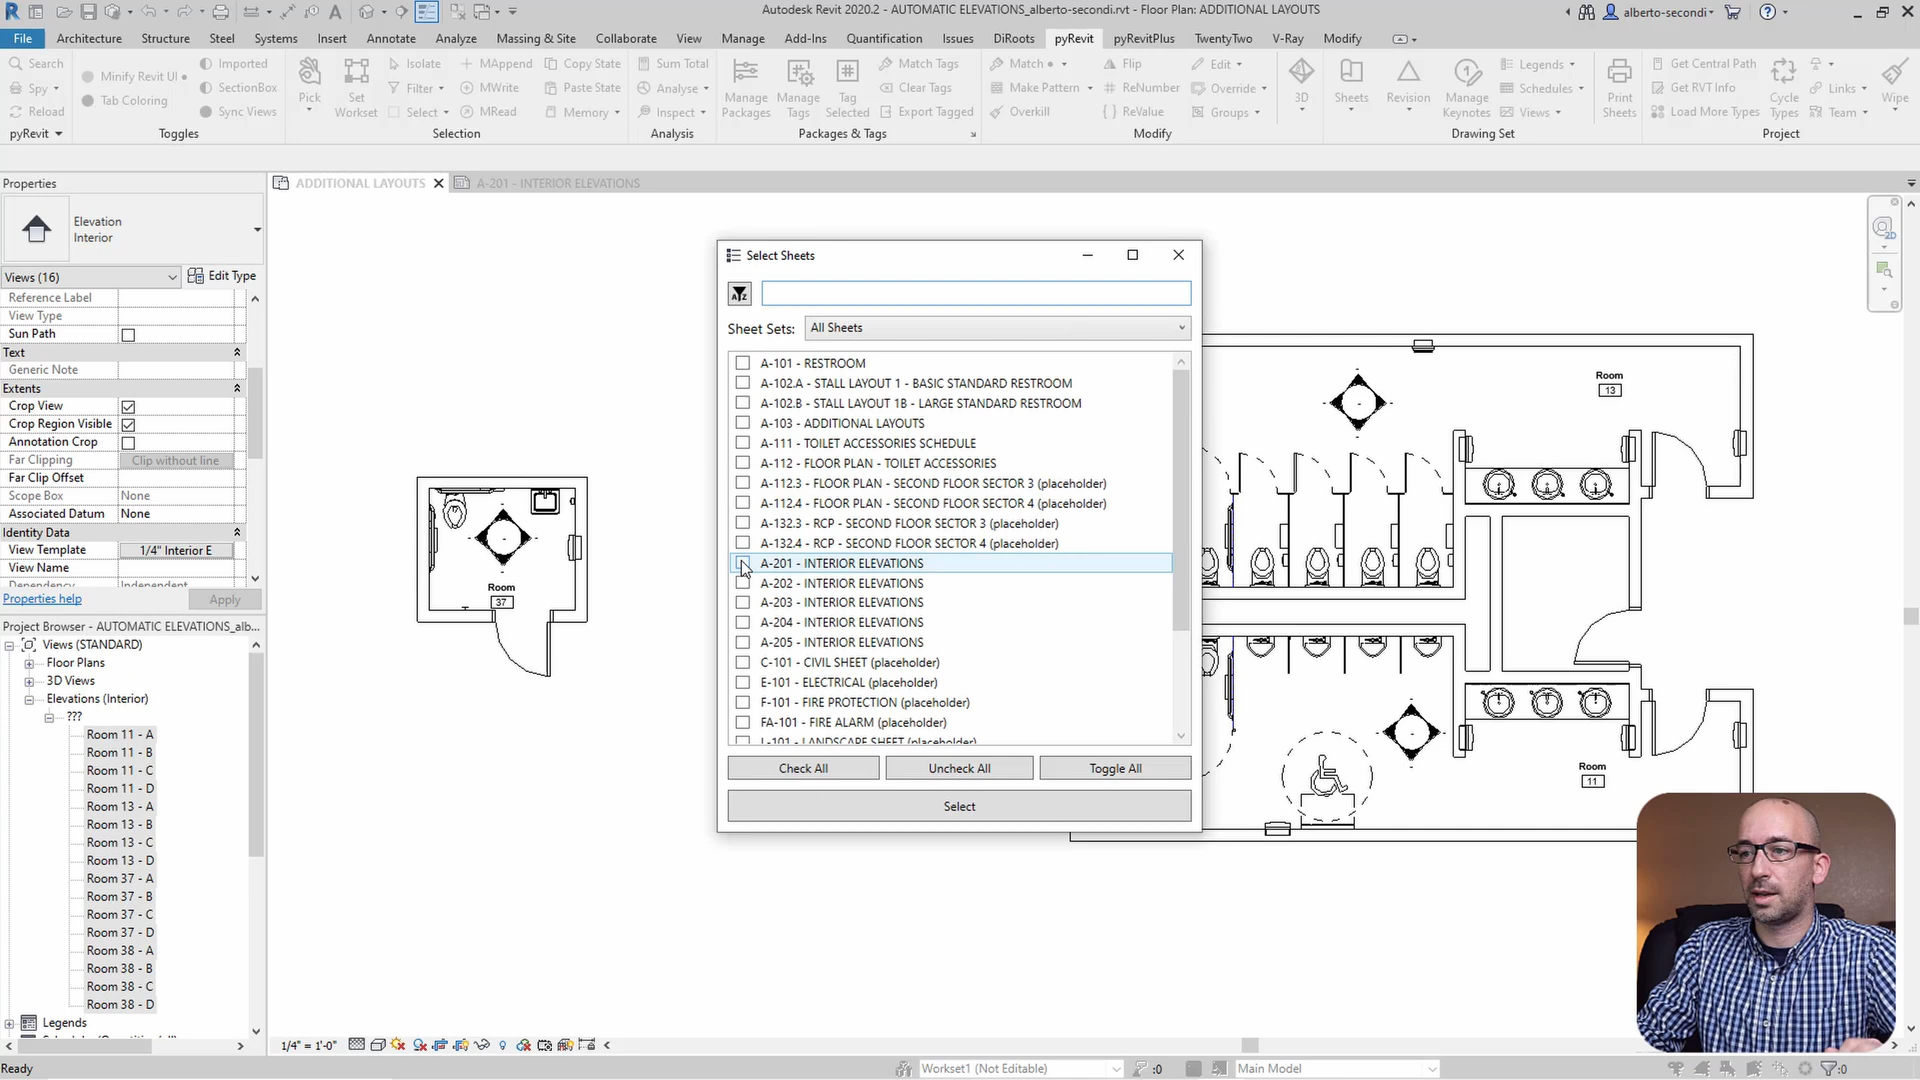 Autodesk Revit 2020.2 - AUTOMATIC ELEVATIONS_alberto-secondi.rvt - Floor Plan: ADDITIONAL LAYOUTS
alberto-secondi
File Architecture Structure Steel Systems Insert Annotate Analyze Massing & Site Collaborate View Manage Add-Ins Quantification Issues DiRoots pyRevit pyRevitPlus TwentyTwo V-Ray Modify
Search
Spy
Reload
pyRevit
Minify Revit UI
Tab Coloring
Imported
SectionBox
Sync Views
Toggles
Pick
Set Workset
Isolate
Filter
Select
MAppend
MWrite
MRead
Copy State
Paste State
Memory
Selection
Sum Total
Analyse
Inspect
Analysis
Manage Packages
Manage Tags
Tag Selected
Match Tags
Clear Tags
Export Tagged
Packages & Tags
Match
Make Pattern
Overkill
Flip
ReNumber
ReValue
Edit
Override
Groups
Modify
3D
Sheets
Revision
Manage Keynotes
Legends
Schedules
Views
Print Sheets
Drawing Set
Get Central Path
Get RVT Info
Load More Types
Cycle Types
Links
Team
Wipe
Project
Properties
Elevation
Interior
Views (16)
Edit Type
Reference Label
View Type
Sun Path
Text
Generic Note
Extents
Crop View
Crop Region Visible
Annotation Crop
Far Clipping Clip without line
Far Clip Offset
Scope Box None
Associated Datum None
Identity Data
View Template 1/4" Interior E
View Name
Dependency Independent
Properties help Apply
Project Browser - AUTOMATIC ELEVATIONS_alb...
Views (STANDARD)
Floor Plans
3D Views
Elevations (Interior)
???
Room 11 - A
Room 11 - B
Room 11 - C
Room 11 - D
Room 13 - A
Room 13 - B
Room 13 - C
Room 13 - D
Room 37 - A
Room 37 - B
Room 37 - C
Room 37 - D
Room 38 - A
Room 38 - B
Room 38 - C
Room 38 - D
Legends
ADDITIONAL LAYOUTS
A-201 - INTERIOR ELEVATIONS
Room
37
Select Sheets
Sheet Sets: All Sheets
A-101 - RESTROOM
A-102.A - STALL LAYOUT 1 - BASIC STANDARD RESTROOM
A-102.B - STALL LAYOUT 1B - LARGE STANDARD RESTROOM
A-103 - ADDITIONAL LAYOUTS
A-111 - TOILET ACCESSORIES SCHEDULE
A-112 - FLOOR PLAN - TOILET ACCESSORIES
A-112.3 - FLOOR PLAN - SECOND FLOOR SECTOR 3 (placeholder)
A-112.4 - FLOOR PLAN - SECOND FLOOR SECTOR 4 (placeholder)
A-132.3 - RCP - SECOND FLOOR SECTOR 3 (placeholder)
A-132.4 - RCP - SECOND FLOOR SECTOR 4 (placeholder)
A-201 - INTERIOR ELEVATIONS
A-202 - INTERIOR ELEVATIONS
A-203 - INTERIOR ELEVATIONS
A-204 - INTERIOR ELEVATIONS
A-205 - INTERIOR ELEVATIONS
C-101 - CIVIL SHEET (placeholder)
E-101 - ELECTRICAL (placeholder)
F-101 - FIRE PROTECTION (placeholder)
FA-101 - FIRE ALARM (placeholder)
L-101 - LANDSCAPE SHEET (placeholder)
Check All
Uncheck All
Toggle All
Select
Room
13
Room
11
2D
1/4" = 1'-0"
Ready
Workset1 (Not Editable)
:0
Main Model
:0